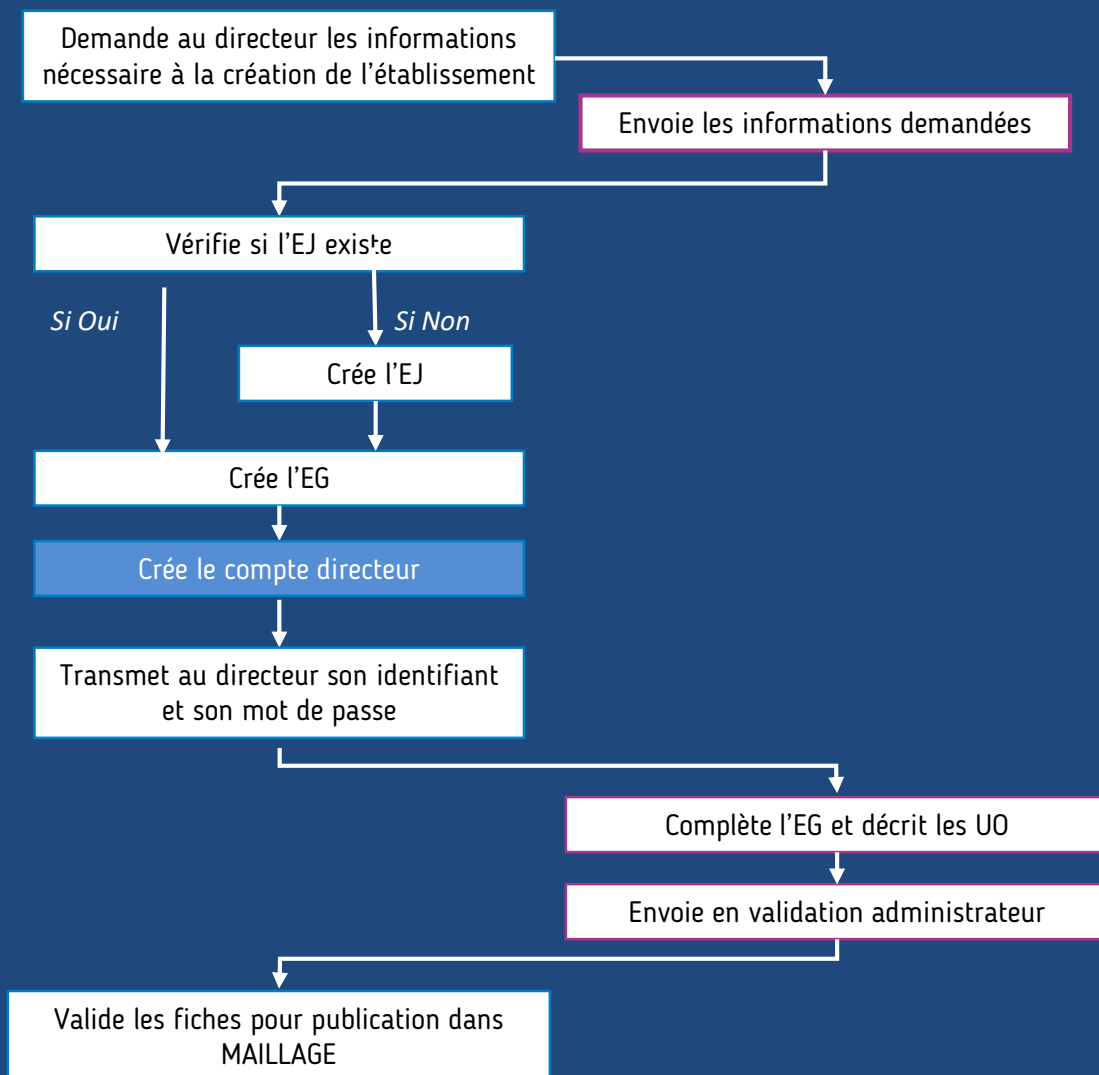 Demande au directeur les informations
nécessaire à la création de l'établissement
Envoie les informations demandées
Vérifie si l'EJ existe
Si Oui
Si Non
Crée l'EJ
Crée l'EG
Crée le compte directeur
Transmet au directeur son identifiant
et son mot de passe
Complète l'EG et décrit les UO
Envoie en validation administrateur
Valide les fiches pour publication dans
MAILLAGE